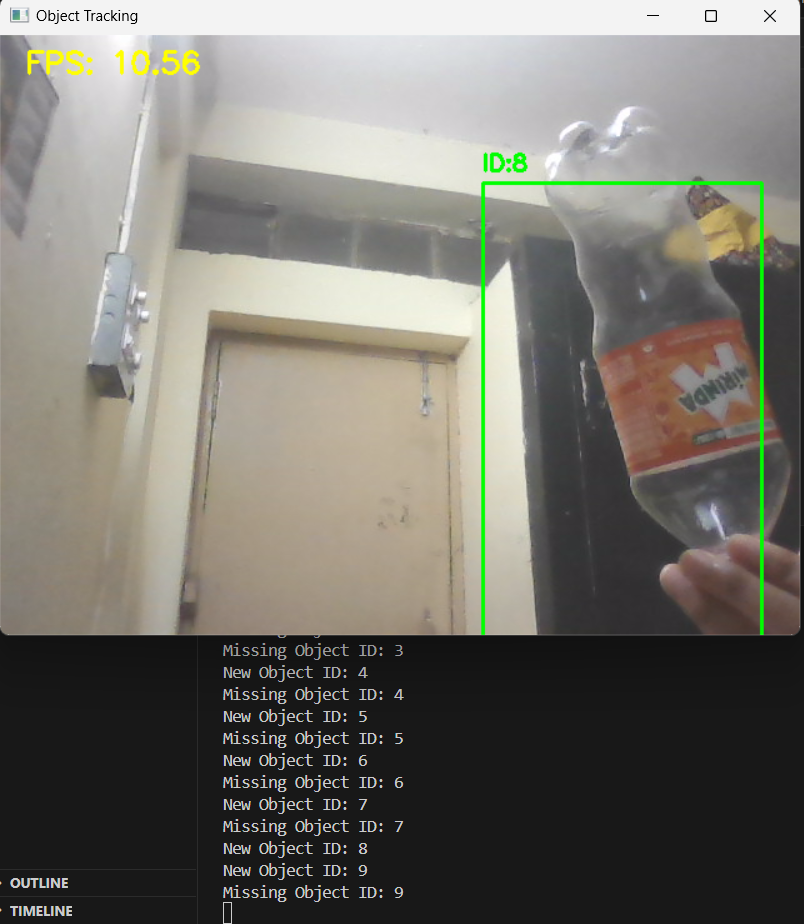 Object Tracking
FPS: 10.56
ID:8
MIRINDA
Missing Object ID: 3
New Object ID: 4
Missing Object ID: 4
New Object ID: 5
Missing Object ID: 5
New Object ID: 6
Missing Object ID: 6
New Object ID: 7
Missing Object ID: 7
New Object ID: 8
New Object ID: 9
Missing Object ID: 9
OUTLINE
TIMELINE